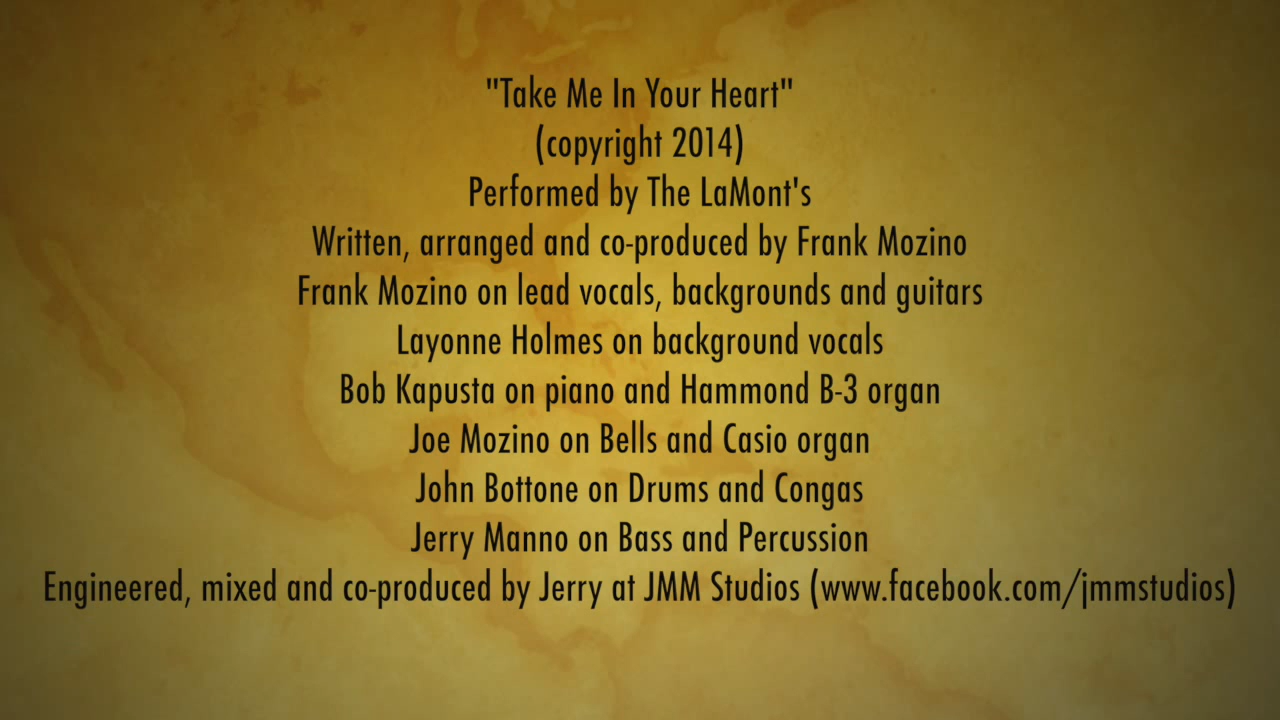 "Take Me In Your Heart"
(copyright 2014)
Performed by The LaMont's
Written, arranged and co-produced by Frank Mozino
Frank Mozino on lead vocals, backgrounds and guitars
Layonne Holmes on background vocals
Bob Kapusta on piano and Hammond B-3 organ
Joe Mozino on Bells and Casio organ
John Bottone on Drums and Congas
Jerry Manno on Bass and Percussion
Engineered, mixed and co-produced by Jerry at JMM Studios (www.facebook.com/jmmstudios)